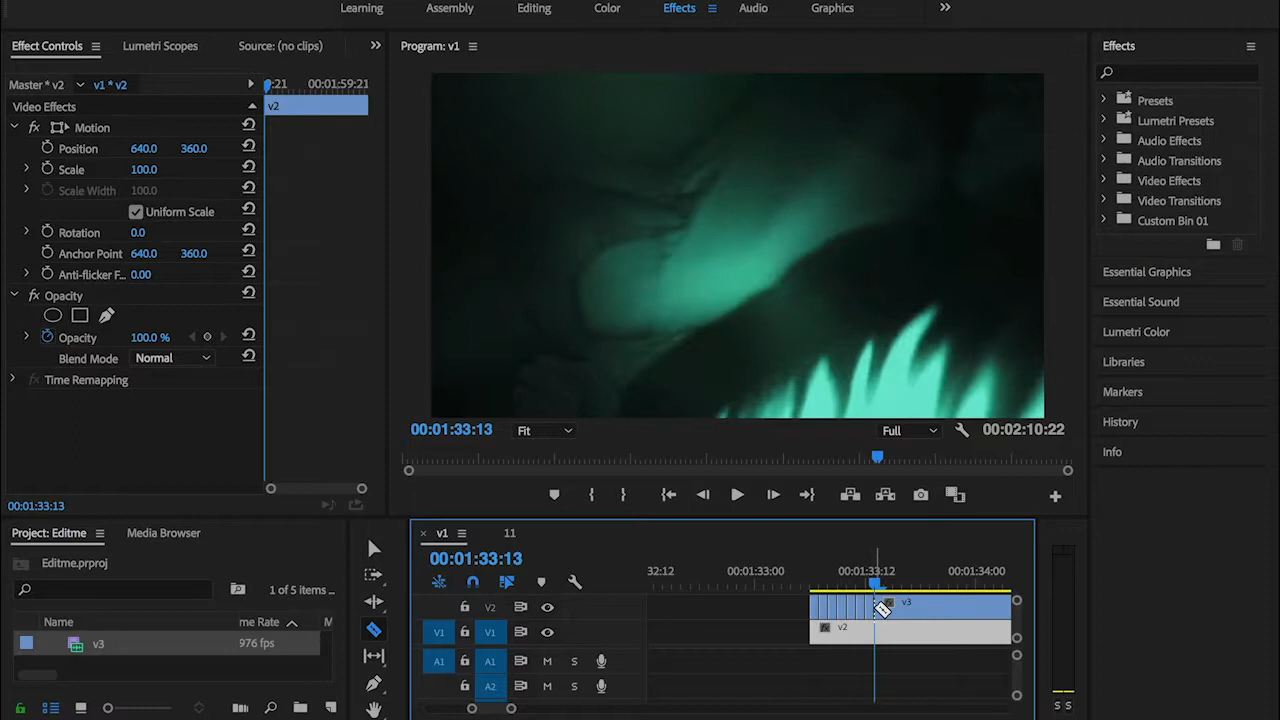 Learning Assembly Editing Color Effects Audio Graphics
Effect Controls Lumetri Scopes Source: (no clips)
Program: v1
Effects
Master * v2 v1 * v2 :21 00:01:59:21
Video Effects v2
fx Motion
Position 640.0 360.0
Scale 100.0
Scale Width 100.0
Uniform Scale
Rotation 0.0
Anchor Point 640.0 360.0
Anti-flicker F... 0.00
fx Opacity
Opacity 100.0 %
Blend Mode Normal
fx Time Remapping
00:01:33:13
00:01:33:13 Fit Full 00:02:10:22
Presets
Lumetri Presets
Audio Effects
Audio Transitions
Video Effects
Video Transitions
Custom Bin 01
Essential Graphics
Essential Sound
Lumetri Color
Libraries
Markers
History
Info
Project: Editme Media Browser
Editme.prproj
1 of 5 items...
Name me Rate M
v3 976 fps
v1 11
00:01:33:13
32:12 00:01:33:00 00:01:33:12 00:01:34:00
V2 fx v3
V1 V1 fx v2
A1 A1 M S
A2 M S
S S